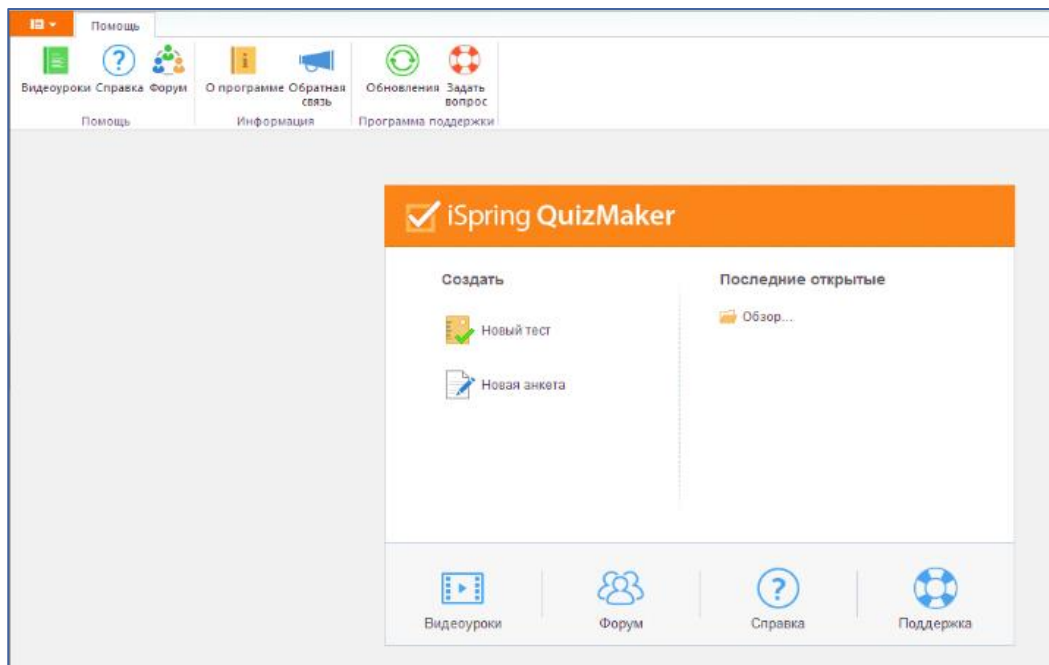 Помощь
Видеоуроки Справка Форум
О программе Обратная связь
Обновления Задать вопрос
Помощь
Информация
Программа поддержки
iSpring QuizMaker
Создать
Последние открытые
Новый тест
Обзор...
Новая анкета
Видеоуроки
Форум
Справка
Поддержка